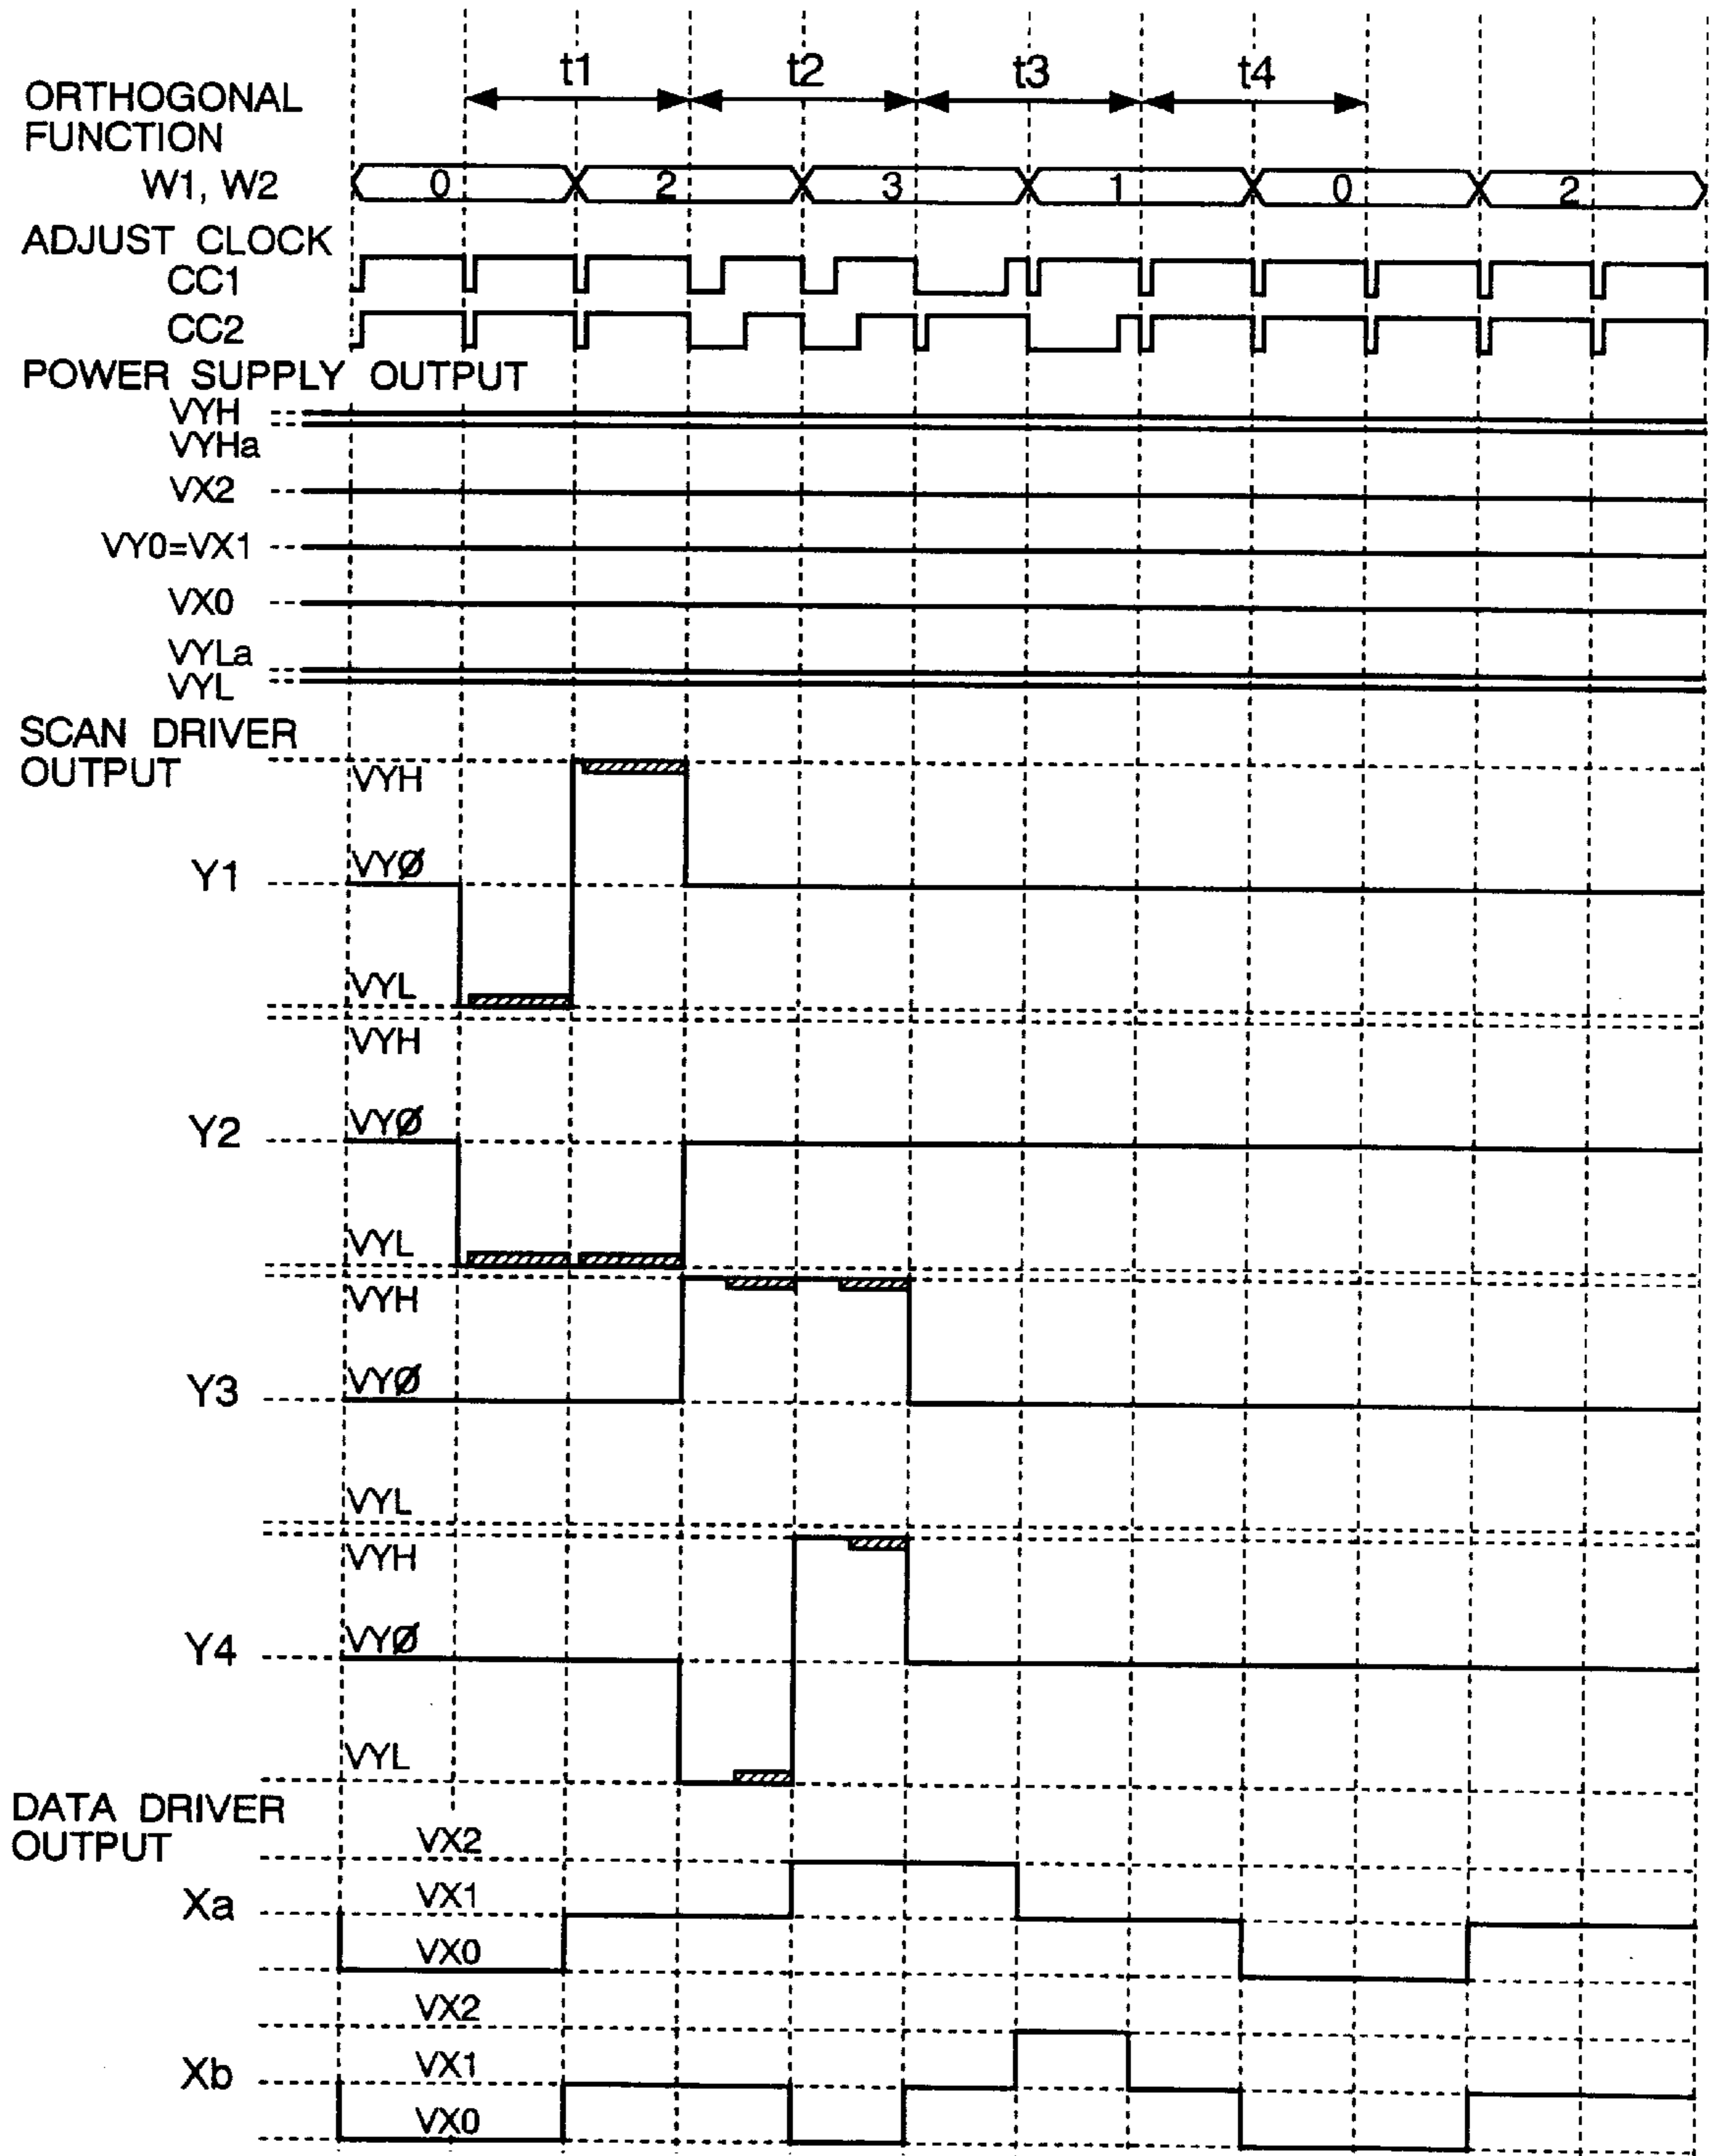 t1 t2 t3 t4
ORTHOGONAL
FUNCTION
W1, W2 0 2 3 1 0 2
ADJUST CLOCK
CC1
CC2
POWER SUPPLY OUTPUT
VYH
VYHa
VX2
VY0=VX1
VX0
VYLa
VYL
SCAN DRIVER
OUTPUT
VYH
Y1 VYØ
VYL
VYH
Y2 VYØ
VYL
VYH
Y3 VYØ
VYL
VYH
Y4 VYØ
VYL
DATA DRIVER
OUTPUT
VX2
Xa VX1
VX0
VX2
Xb VX1
VX0